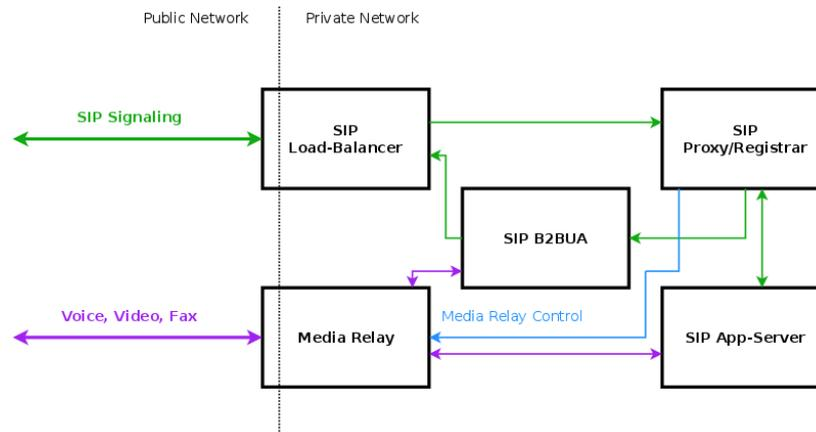 Public Network
Private Network
SIP Signaling
SIP
Load-Balancer
SIP
Proxy/Registrar
SIP B2BUA
Voice, Video, Fax
Media Relay
Media Relay Control
SIP App-Server